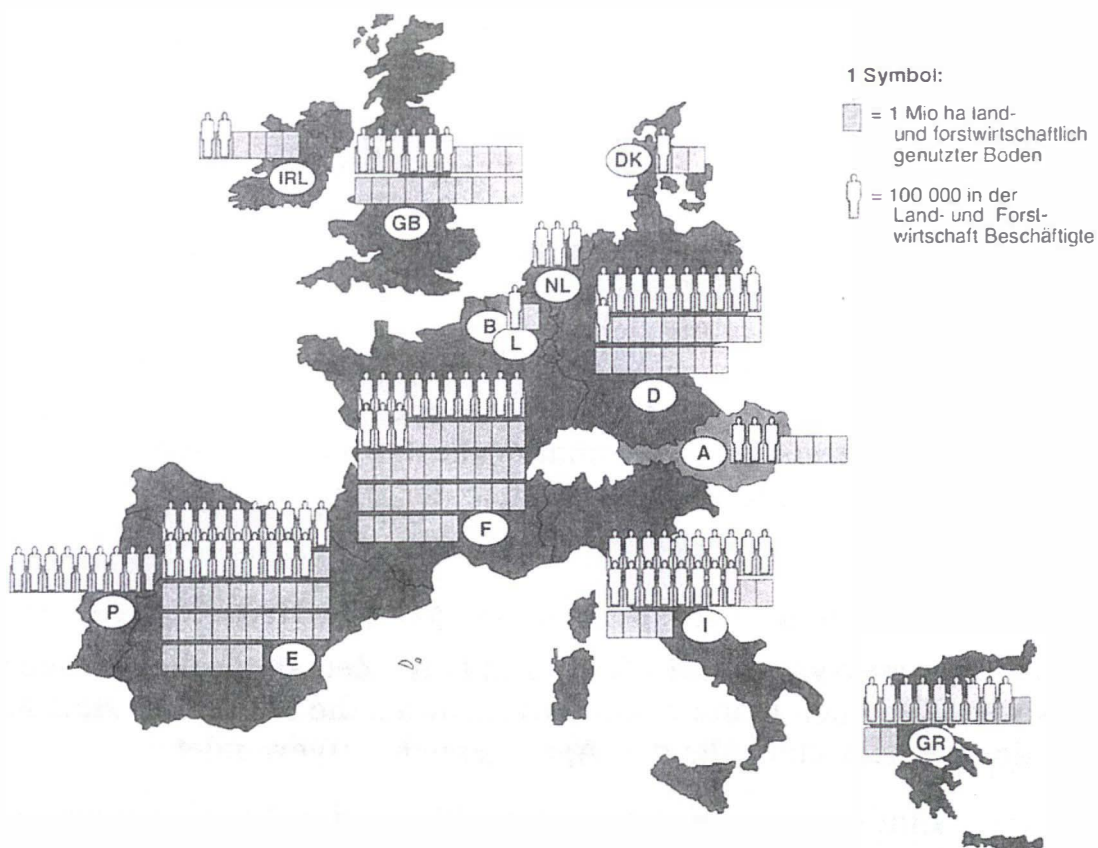 1 Symbol:
= 1 Mio ha land-
und forstwirtschaftlich
genutzter Boden
= 100 000 in der
Land- und Forst-
wirtschaft Beschäftigte
IRL
GB
DK
NL
B
L
D
A
F
P
E
I
GR